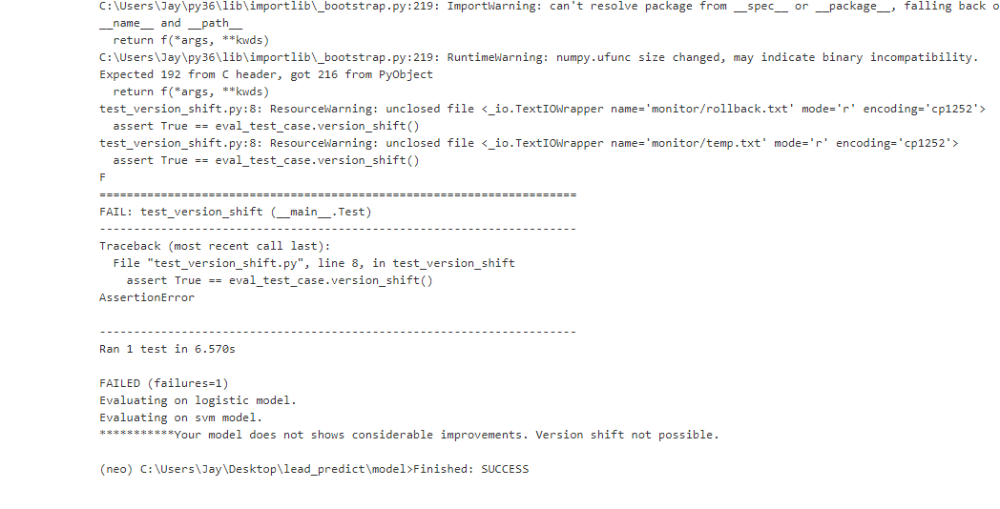 C:\Users\Jay\py36\lib\importlib\_bootstrap.py:219: ImportWarning: can't resolve package from __spec__ or __package__, falling back o
__name__ and __path__
  return f(*args, **kwds)
C:\Users\Jay\py36\lib\importlib\_bootstrap.py:219: RuntimeWarning: numpy.ufunc size changed, may indicate binary incompatibility.
Expected 192 from C header, got 216 from PyObject
  return f(*args, **kwds)
test_version_shift.py:8: ResourceWarning: unclosed file <_io.TextIOWrapper name='monitor/rollback.txt' mode='r' encoding='cp1252'>
  assert True == eval_test_case.version_shift()
test_version_shift.py:8: ResourceWarning: unclosed file <_io.TextIOWrapper name='monitor/temp.txt' mode='r' encoding='cp1252'>
  assert True == eval_test_case.version_shift()
F
======================================================================
FAIL: test_version_shift (__main__.Test)
----------------------------------------------------------------------
Traceback (most recent call last):
  File "test_version_shift.py", line 8, in test_version_shift
    assert True == eval_test_case.version_shift()
AssertionError
----------------------------------------------------------------------
Ran 1 test in 6.570s
FAILED (failures=1)
Evaluating on logistic model.
Evaluating on svm model.
***********Your model does not shows considerable improvements. Version shift not possible.
(neo) C:\Users\Jay\Desktop\lead_predict\model>Finished: SUCCESS